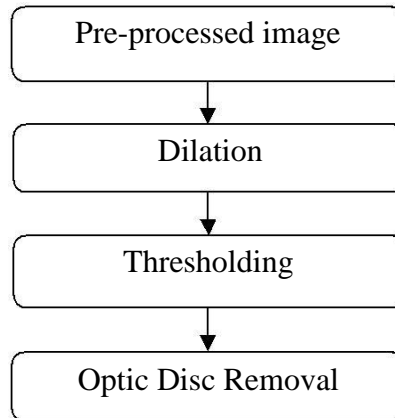 Pre-processed image
Dilation
Thresholding
Optic Disc Removal